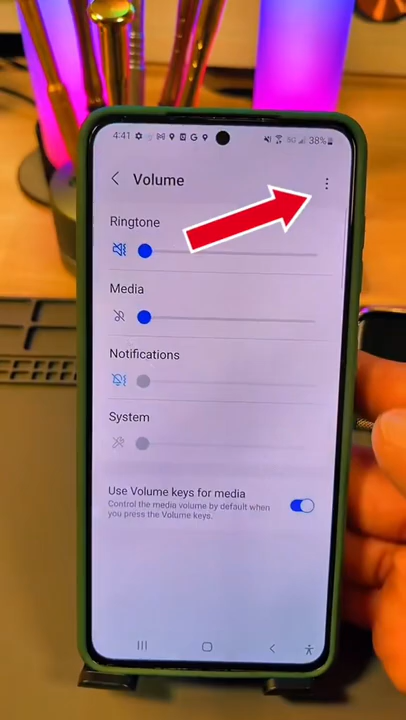 4:41 G 5G 38%
Volume
Ringtone
Media
Notifications
System
Use Volume keys for media
Control the media volume by default when
you press the Volume keys.